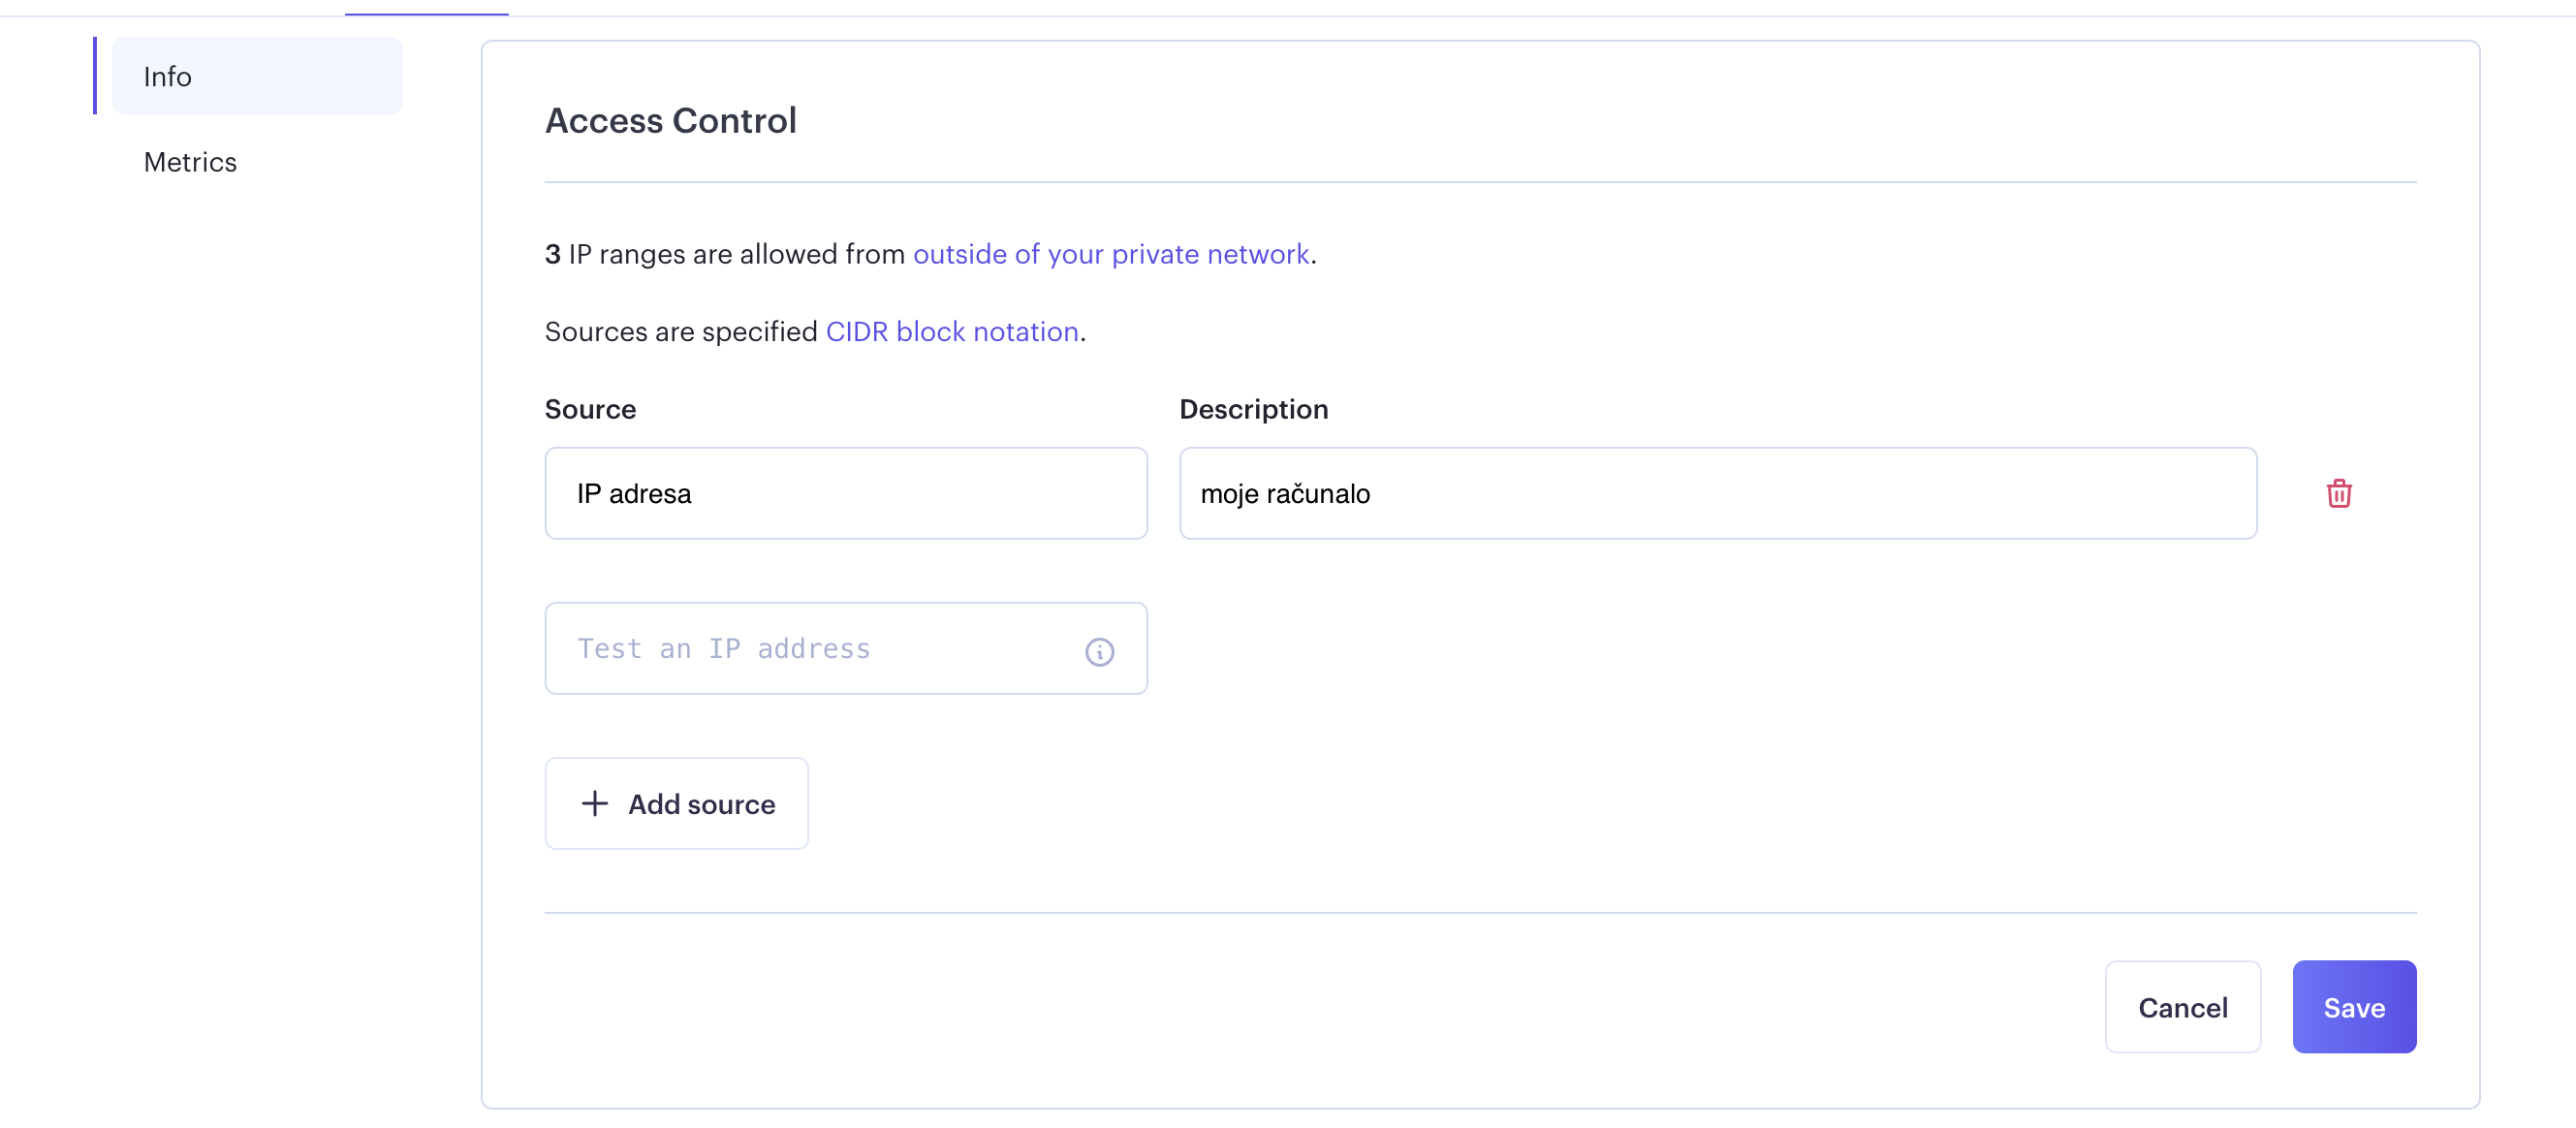 Info
Metrics
Access Control
3 IP ranges are allowed from outside of your private network.
Sources are specified CIDR block notation.
Source
Description
IP adresa
moje računalo
Test an IP address
Add source
Cancel
Save